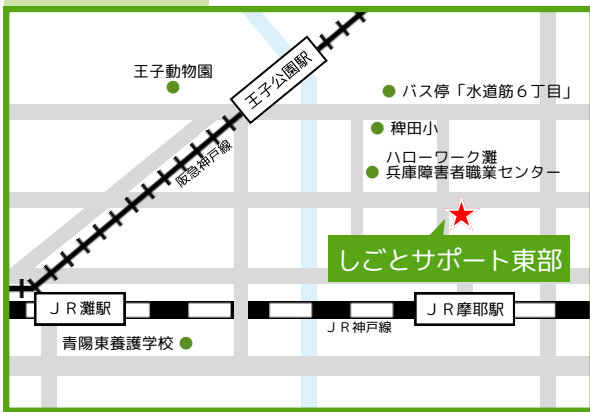 王子動物園
王子公園駅
バス停「水道筋６丁目」
稗田小
阪急神戸線
ハローワーク灘
兵庫障害者職業センター
しごとサポート東部
ＪＲ灘駅
ＪＲ摩耶駅
ＪＲ神戸線
青陽東養護学校